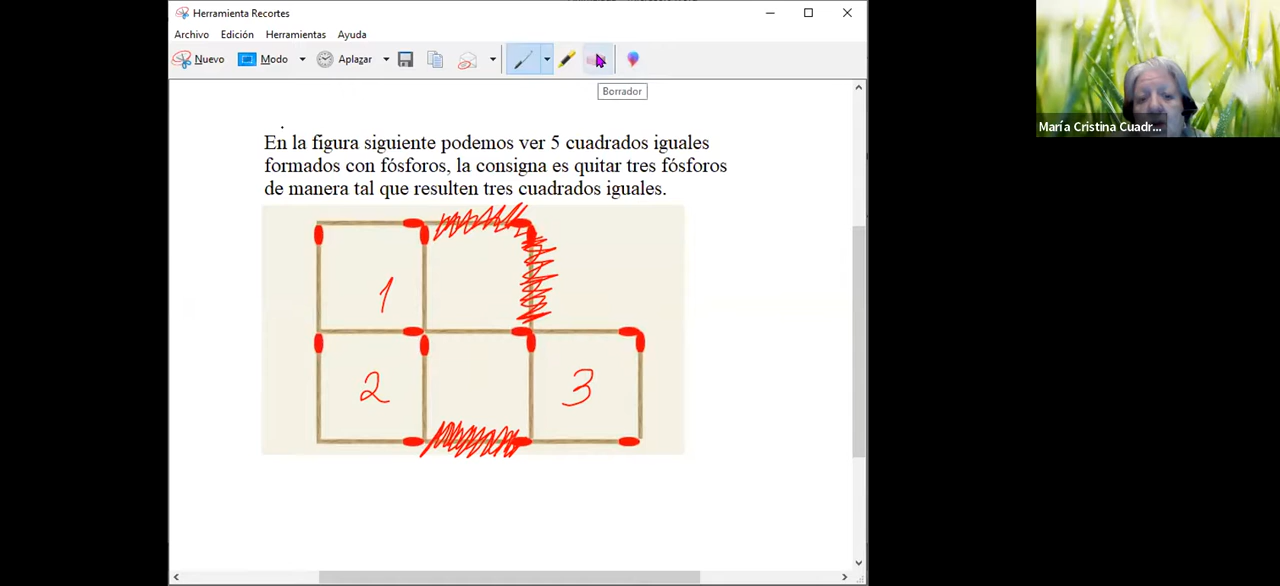 Herramienta Recortes
Archivo Edición Herramientas Ayuda
Nuevo Modo Aplazar
Borrador
María Cristina Cuadr...
En la figura siguiente podemos ver 5 cuadrados iguales
formados con fósforos, la consigna es quitar tres fósforos
de manera tal que resulten tres cuadrados iguales.
1
2
3